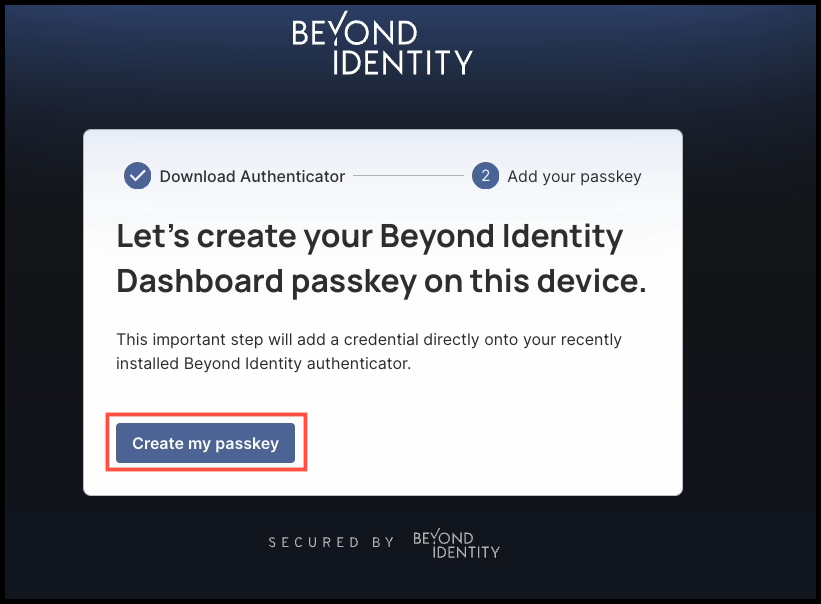 BEYOND
IDENTITY
Download Authenticator
2 Add your passkey
Let's create your Beyond Identity
Dashboard passkey on this device.
This important step will add a credential directly onto your recently
installed Beyond Identity authenticator.
Create my passkey
SECURED BY
BEYOND
IDENTITY